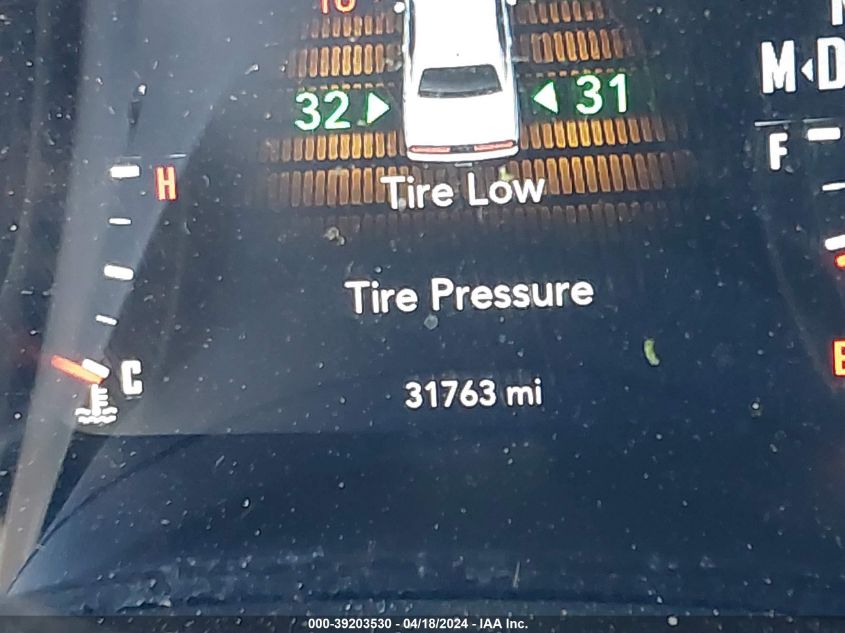 32 31
M D
F
H
Tire Low
Tire Pressure
C
31763 mi
000-39203530 - 04/18/2024 - IAA Inc.